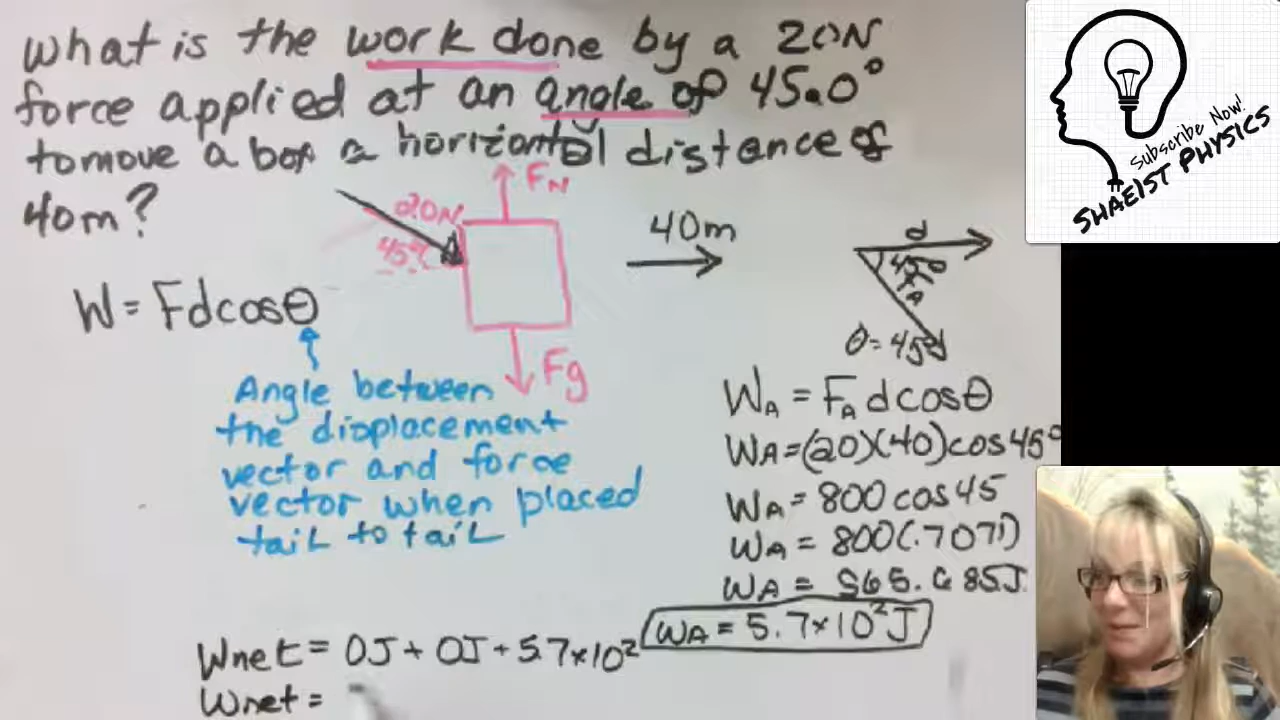 What is the work done by a 20N
force applied at an angle of 45.0°
to move a box a horizontal distance of
40m?
FN
20N
45°
40m
d
45°
FA
θ = 45°
W = Fdcosθ
Fg
Angle between
the displacement
vector and force
vector when placed
tail to tail
WA = FA dcosθ
WA = (20)(40)cos45°
WA = 800cos45
WA = 800(.7071)
WA = 565.685J
WA = 5.7×10² J
Wnet = 0J + 0J + 5.7×10²
Wnet =
Subscribe Now!
SHAEIST PHYSICS